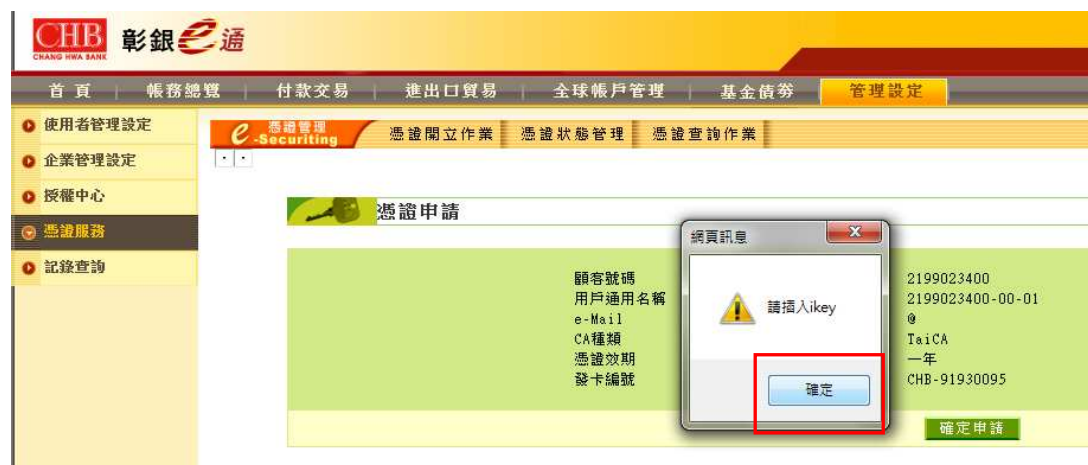 CHB
CHANG HWA BANK
彰銀e通
首頁 | 帳務總覽 | 付款交易 | 進出口貿易 | 全球帳戶管理 | 基金債券 | 管理設定
使用者管理設定
企業管理設定
授權中心
憑證服務
記錄查詢
e-Securiting 憑證管理
憑證開立作業 憑證狀態管理 憑證查詢作業
憑證申請
顧客號碼 2199023400
用戶通用名稱 2199023400-00-01
e-Mail @
CA種類 TaiCA
憑證效期 一年
發卡編號 CHB-91930095
確定申請
網頁訊息
請插入ikey
確定